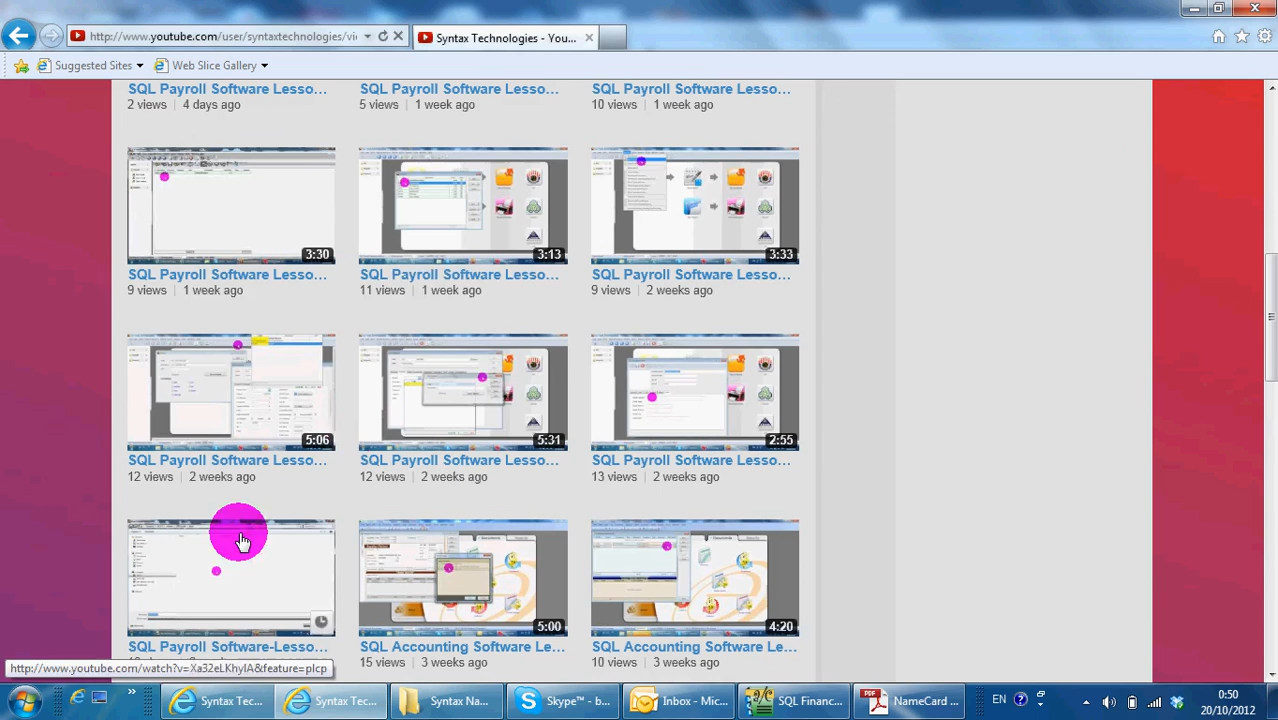 http://www.youtube.com/user/syntaxtechnologies/vi
Syntax Technologies - You...
Suggested Sites
Web Slice Gallery
SQL Payroll Software Lesso...
SQL Payroll Software Lesso...
SQL Payroll Software Lesso...
2 views 4 days ago
5 views 1 week ago
10 views 1 week ago
3:30
3:13
3:33
SQL Payroll Software Lesso...
SQL Payroll Software Lesso...
SQL Payroll Software Lesso...
9 views 1 week ago
11 views 1 week ago
9 views 2 weeks ago
5:06
5:31
2:55
SQL Payroll Software Lesso...
SQL Payroll Software Lesso...
SQL Payroll Software Lesso...
12 views 2 weeks ago
12 views 2 weeks ago
13 views 2 weeks ago
5:00
4:20
SQL Payroll Software-Lesso...
SQL Accounting Software Le...
SQL Accounting Software Le...
15 views 3 weeks ago
10 views 3 weeks ago
http://www.youtube.com/watch?v=Xa32eLKhyIA&feature=plcp
Syntax Tec...
Syntax Tec...
Syntax Na...
Skype™ - b...
Inbox - Mic...
SQL Financ...
NameCard ...
EN
0:50
20/10/2012